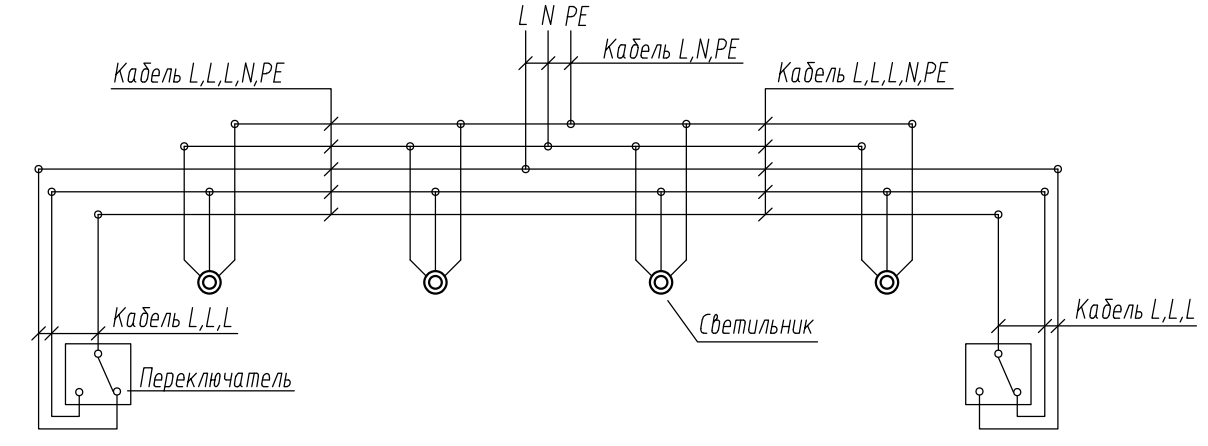 L N PE
Кабель L,N,PE
Кабель L,L,L,N,PE
Кабель L,L,L,N,PE
Кабель L,L,L
Светильник
Кабель L,L,L
Переключатель